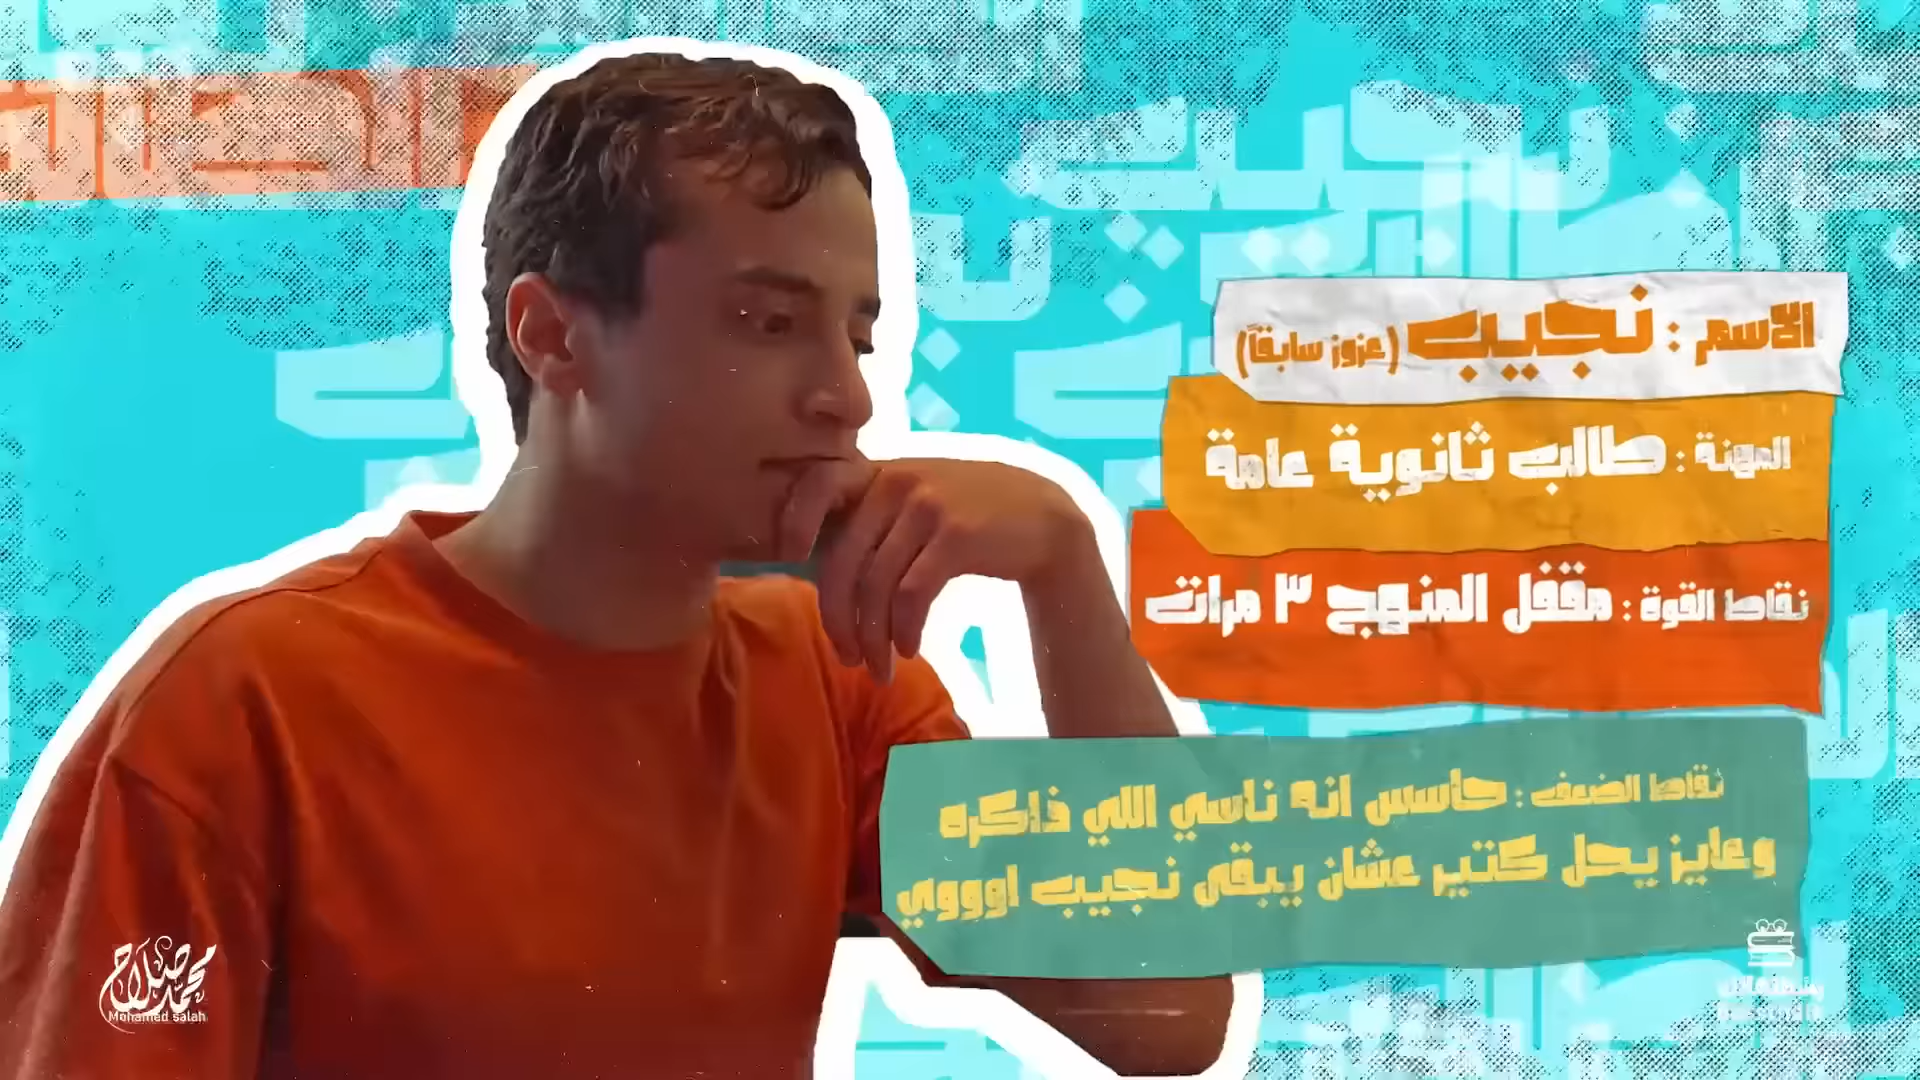 الاسم : نجيب (عزوز سابقاً)
المهنة : طالب ثانوية عامة
نقاط القوة : مقفل المنهج ٣ مرات
نقاط الضعف : حاسس انه ناسي اللي ذاكره
وعايز يحل كتير عشان يبقى نجيب اوووي
محمد صلاح
Mohamed salah